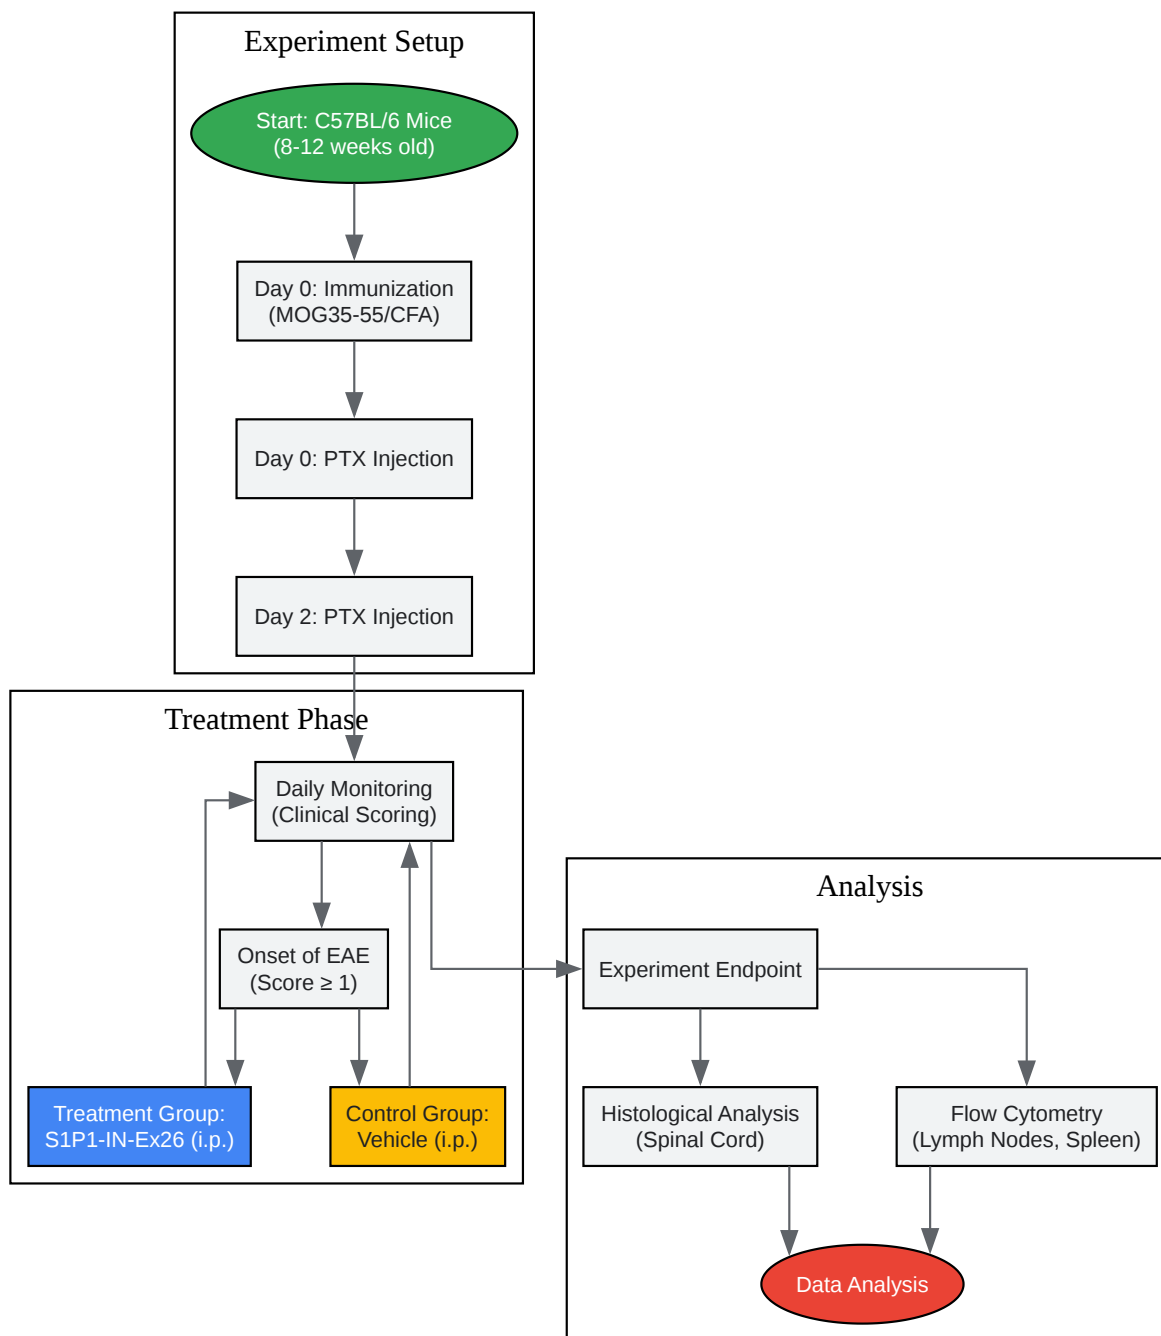 Experiment Setup
Start: C57BL/6 Mice
(8-12 weeks old)
Day 0: Immunization
(MOG35-55/CFA)
Day 0: PTX Injection
Day 2: PTX Injection
Treatment Phase
Daily Monitoring
(Clinical Scoring)
Onset of EAE
(Score ≥ 1)
Treatment Group:
S1P1-IN-Ex26 (i.p.)
Control Group:
Vehicle (i.p.)
Analysis
Experiment Endpoint
Histological Analysis
(Spinal Cord)
Flow Cytometry
(Lymph Nodes, Spleen)
Data Analysis